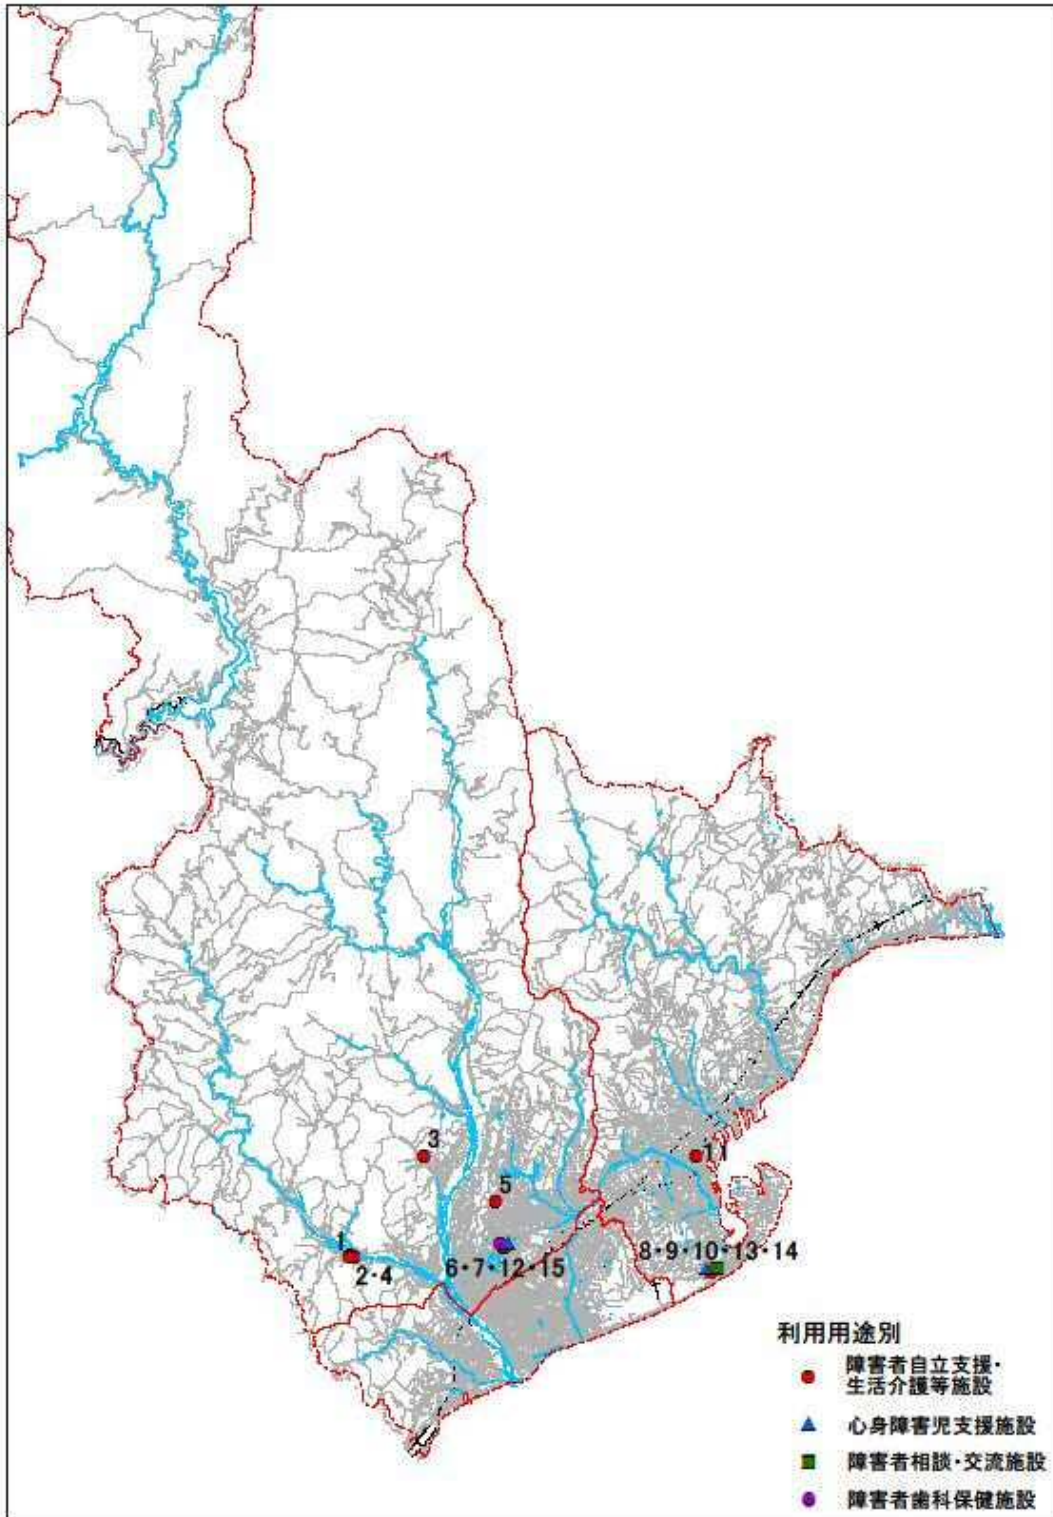 3
11
5
1
2・4
6・7・12・15
8・9・10・13・14
利用用途別
障害者自立支援・
生活介護等施設
心身障害児支援施設
障害者相談・交流施設
障害者歯科保健施設